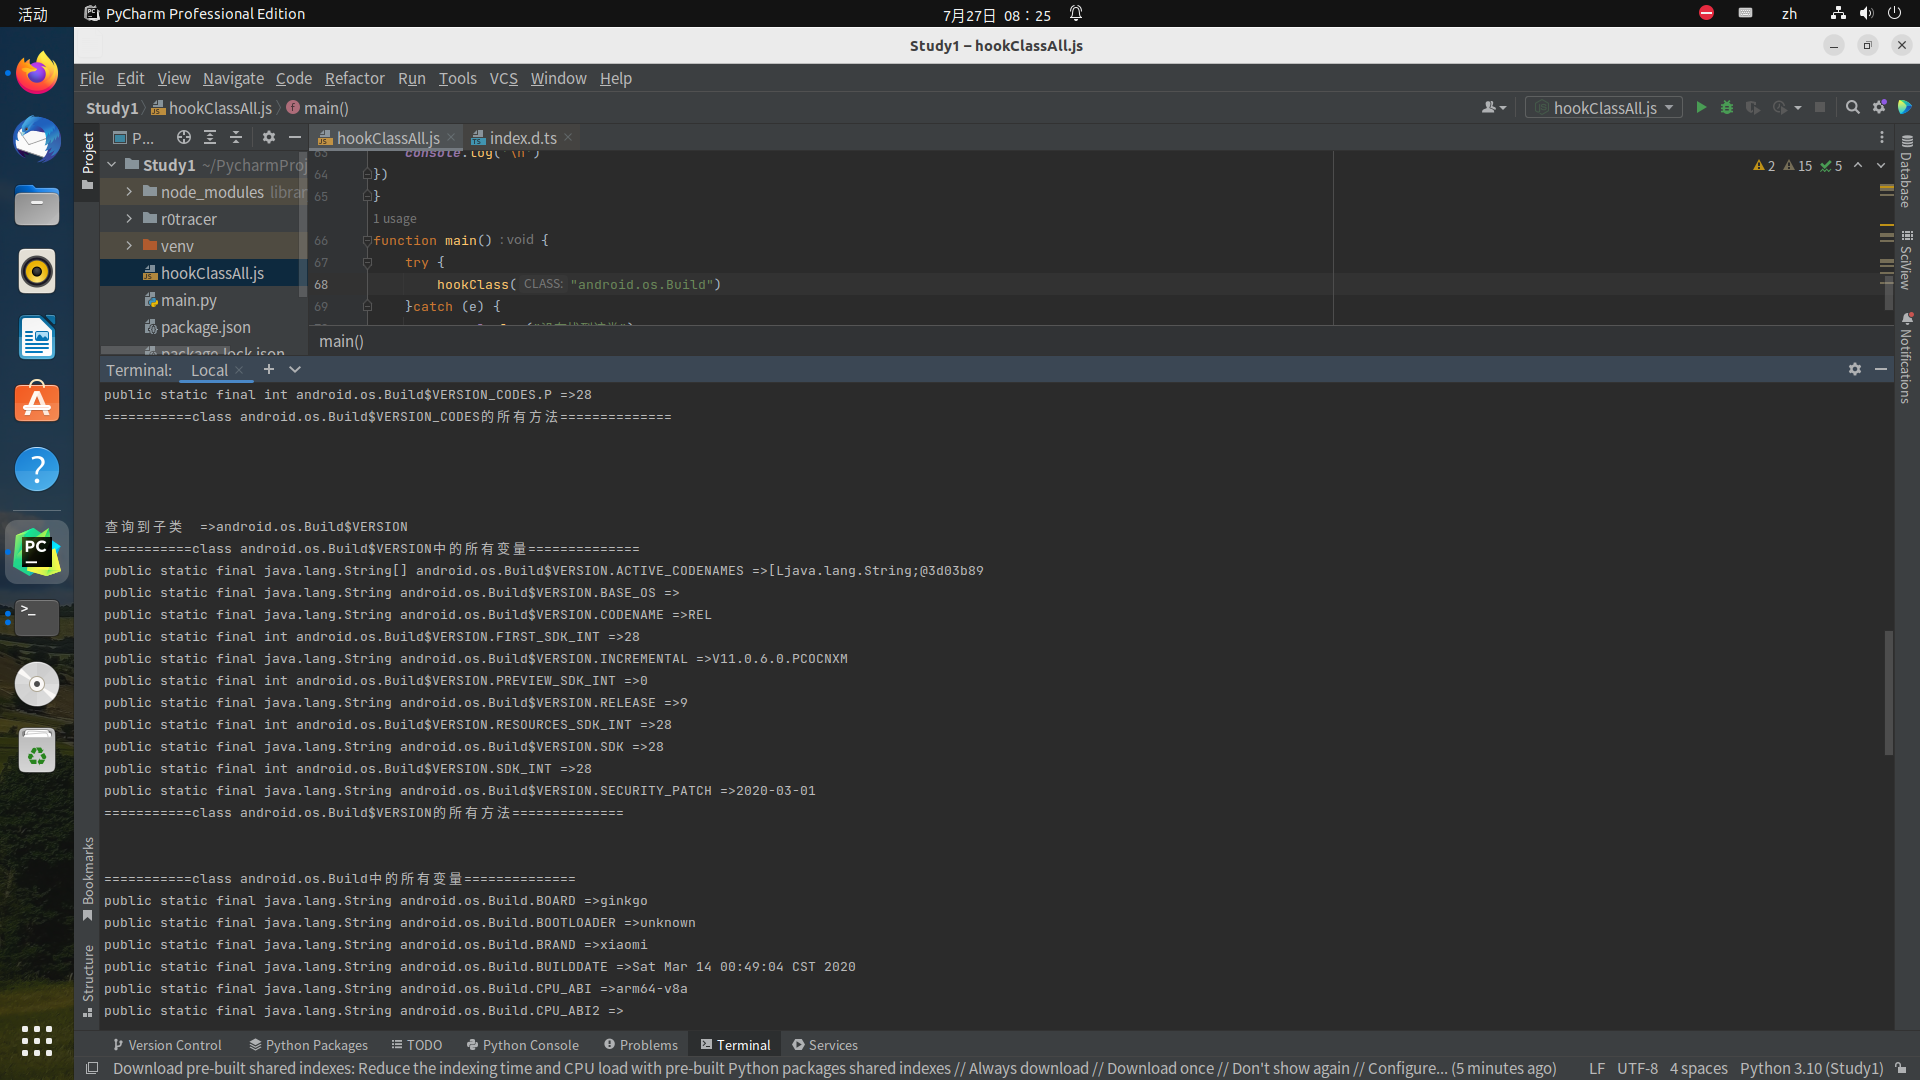 活动
PyCharm Professional Edition
7月27日 08：25
zh
Study1 – hookClassAll.js
File Edit View Navigate Code Refactor Run Tools VCS Window Help
Study1 hookClassAll.js main()
hookClassAll.js
Project
P...
hookClassAll.js
index.d.ts
Study1 ~/PycharmProj
node_modules librar
r0tracer
venv
hookClassAll.js
main.py
package.json
package-lock.json
63 console.log('\n')
64 })
65 }
1 usage
66 function main() : void {
67 try {
68 hookClass( CLASS: "android.os.Build")
69 }catch (e) {
2 15 5
main()
Database
SciView
Notifications
Terminal: Local
public static final int android.os.Build$VERSION_CODES.P =>28
===========class android.os.Build$VERSION_CODES的所有方法==============
查询到子类 =>android.os.Build$VERSION
===========class android.os.Build$VERSION中的所有变量==============
public static final java.lang.String[] android.os.Build$VERSION.ACTIVE_CODENAMES =>[Ljava.lang.String;@3d03b89
public static final java.lang.String android.os.Build$VERSION.BASE_OS =>
public static final java.lang.String android.os.Build$VERSION.CODENAME =>REL
public static final int android.os.Build$VERSION.FIRST_SDK_INT =>28
public static final java.lang.String android.os.Build$VERSION.INCREMENTAL =>V11.0.6.0.PCOCNXM
public static final int android.os.Build$VERSION.PREVIEW_SDK_INT =>0
public static final java.lang.String android.os.Build$VERSION.RELEASE =>9
public static final int android.os.Build$VERSION.RESOURCES_SDK_INT =>28
public static final java.lang.String android.os.Build$VERSION.SDK =>28
public static final int android.os.Build$VERSION.SDK_INT =>28
public static final java.lang.String android.os.Build$VERSION.SECURITY_PATCH =>2020-03-01
===========class android.os.Build$VERSION的所有方法==============
===========class android.os.Build中的所有变量==============
public static final java.lang.String android.os.Build.BOARD =>ginkgo
public static final java.lang.String android.os.Build.BOOTLOADER =>unknown
public static final java.lang.String android.os.Build.BRAND =>xiaomi
public static final java.lang.String android.os.Build.BUILDDATE =>Sat Mar 14 00:49:04 CST 2020
public static final java.lang.String android.os.Build.CPU_ABI =>arm64-v8a
public static final java.lang.String android.os.Build.CPU_ABI2 =>
Bookmarks
Structure
Version Control Python Packages TODO Python Console Problems Terminal Services
Download pre-built shared indexes: Reduce the indexing time and CPU load with pre-built Python packages shared indexes // Always download // Download once // Don't show again // Configure... (5 minutes ago) LF UTF-8 4 spaces Python 3.10 (Study1)